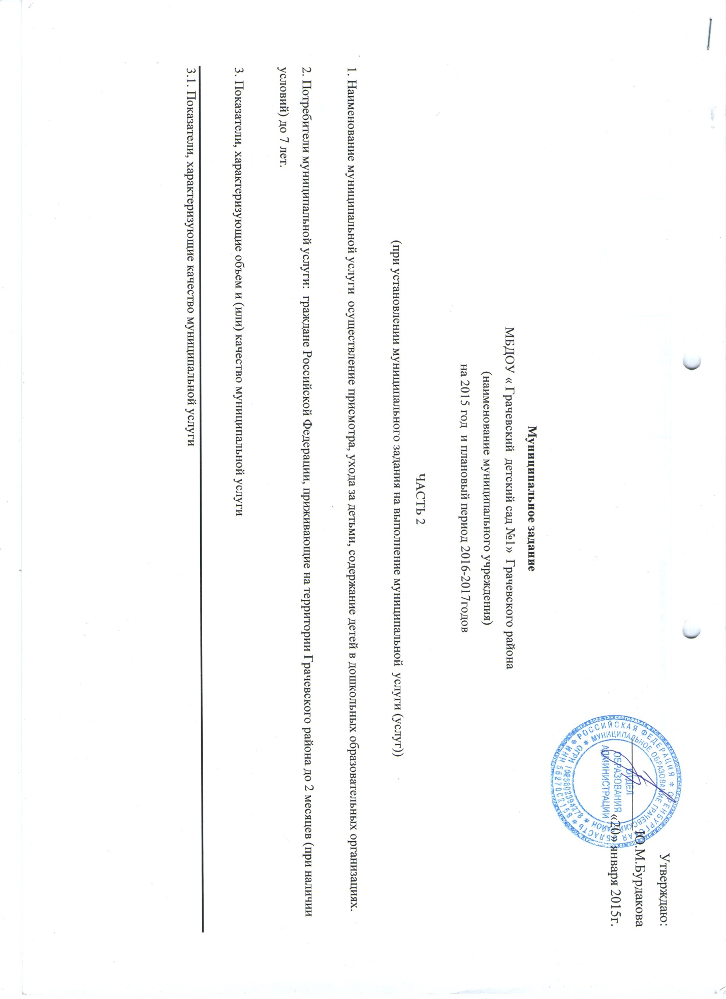 Утверждаю:
Ю.М.Бурдакова
«20» января 2015г.
РОССИЙСКАЯ ФЕДЕРАЦИЯ * ОРЕНБУРГСКАЯ ОБЛАСТЬ *
ИНН 5627002158
МУНИЦИПАЛЬНОЕ ОБРАЗОВАНИЕ ГРАЧЁВСКИЙ РАЙОН *
ОГРН 1025602394278
ОТДЕЛ
ОБРАЗОВАНИЯ
АДМИНИСТРАЦИИ
Муниципальное задание
МБДОУ « Грачевский детский сад №1» Грачевского района
(наименование муниципального учреждения)
на 2015 год и плановый период 2016-2017годов
ЧАСТЬ 2
(при установлении муниципального задания на выполнение муниципальной услуги (услуг))
1. Наименование муниципальной услуги осуществление присмотра, ухода за детьми, содержание детей в дошкольных образовательных организациях.
2. Потребители муниципальной услуги: граждане Российской Федерации, приживающие на территории Грачевского района до 2 месяцев (при наличии
условий) до 7 лет.
3. Показатели, характеризующие объем и (или) качество муниципальной услуги
3.1. Показатели, характеризующие качество муниципальной услуги